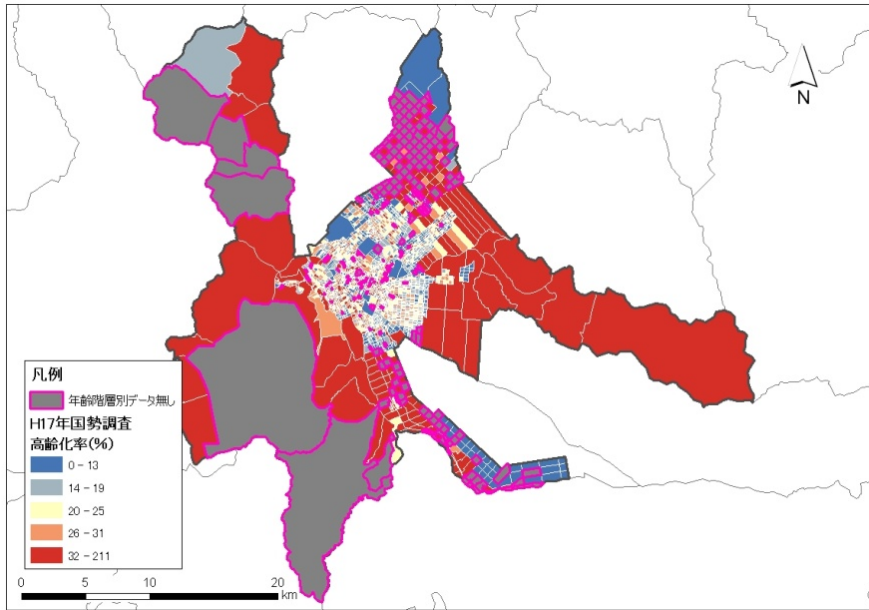 N
凡例
年齢階層別データ無し
H17年国勢調査
高齢化率(%)
0 - 13
14 - 19
20 - 25
26 - 31
32 - 211
0 5 10 20
km